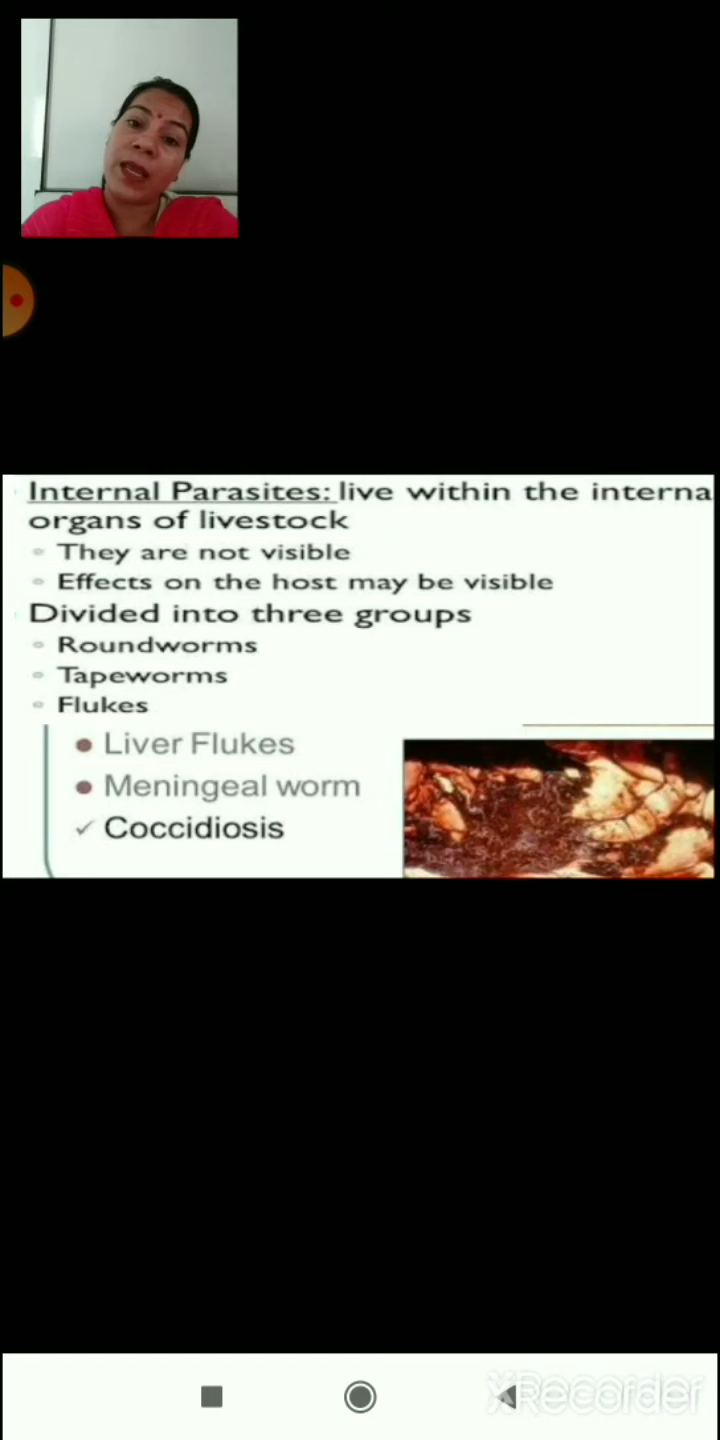 Internal Parasites: live within the interna
organs of livestock
They are not visible
Effects on the host may be visible
Divided into three groups
Roundworms
Tapeworms
Flukes
Liver Flukes
Meningeal worm
✓ Coccidiosis
XRecorder